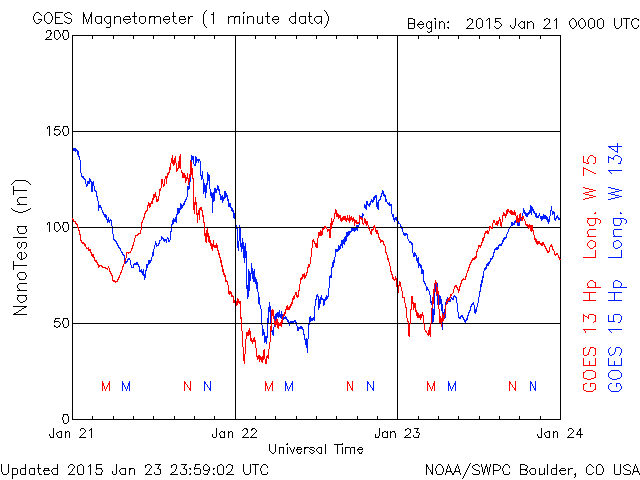 GOES Magnetometer (1 minute data)
Begin: 2015 Jan 21 0000 UTC
200
150
100
50
0
NanoTesla (nT)
M M N N M M N N M M N N
Jan 21 Jan 22 Jan 23 Jan 24
Universal Time
GOES 13 Hp Long. W 75
GOES 15 Hp Long. W 134
Updated 2015 Jan 23 23:59:02 UTC
NOAA/SWPC Boulder, CO USA